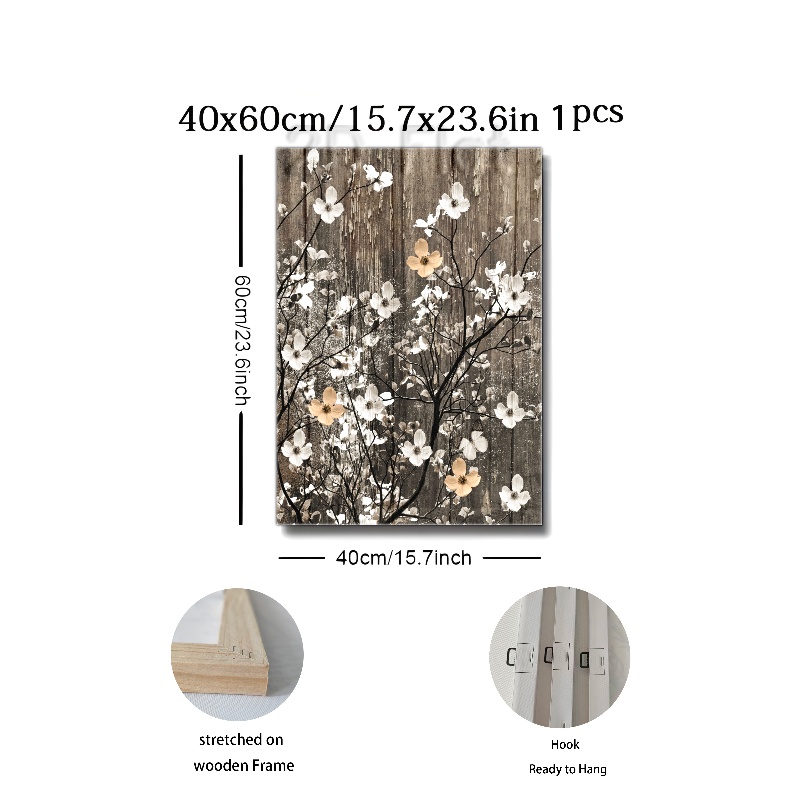 40x60cm/15.7x23.6in 1pcs
60cm/23.6inch
40cm/15.7inch
stretched on
wooden Frame
Hook
Ready to Hang